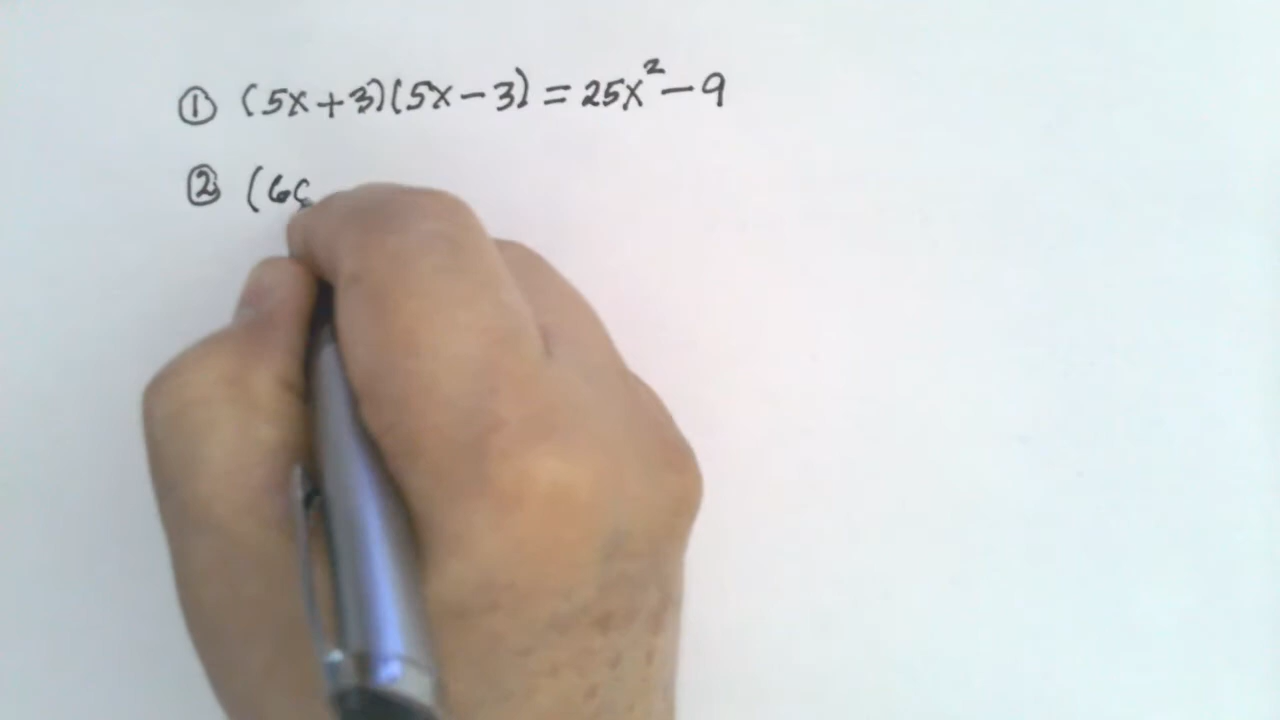 ① (5x+3)(5x-3) = 25x²-9
② (6